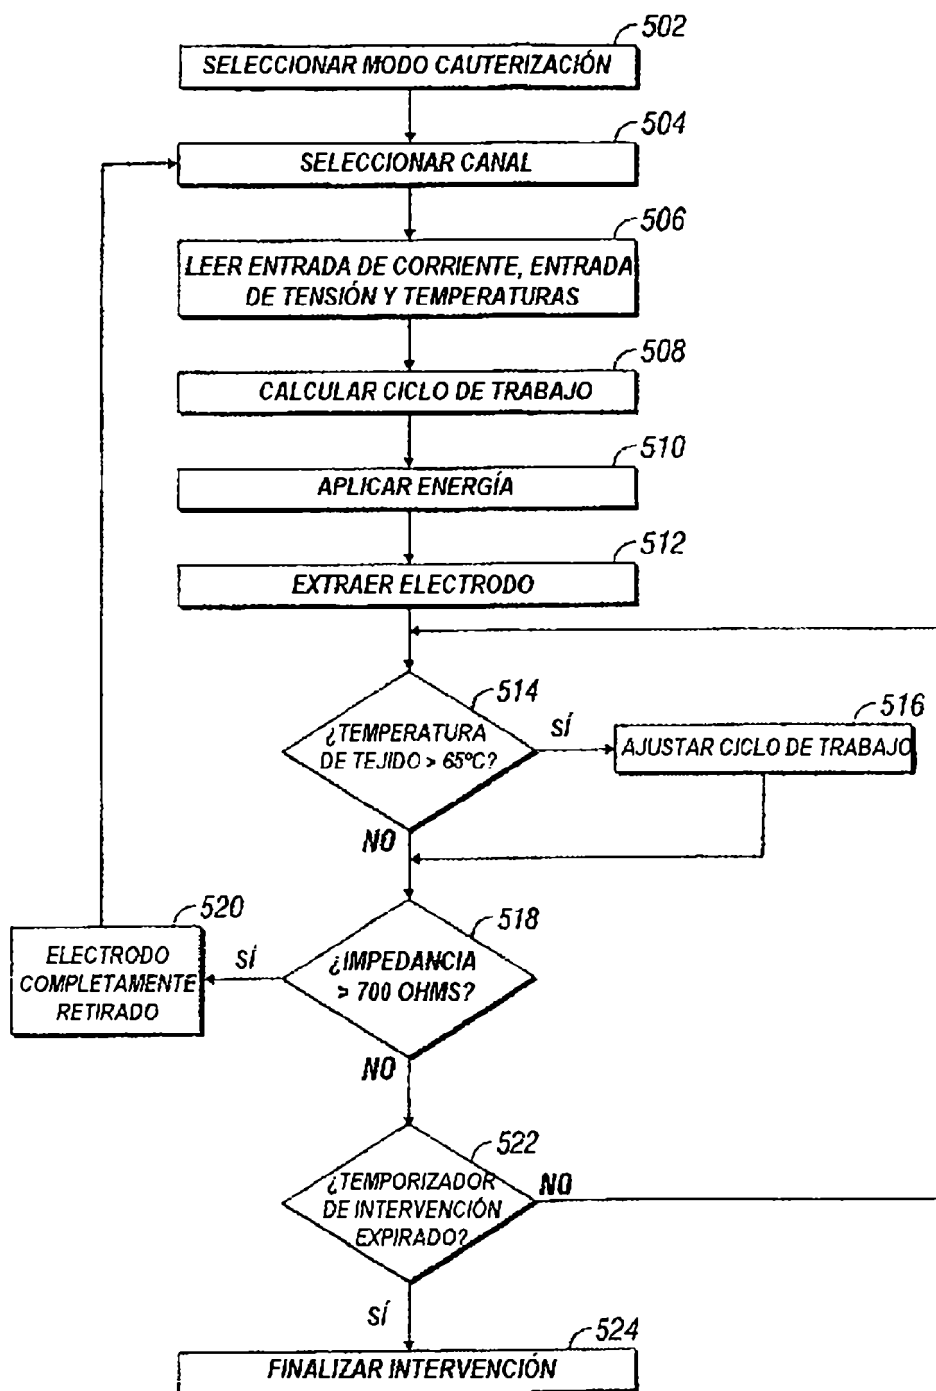 502
SELECCIONAR MODO CAUTERIZACIÓN
504
SELECCIONAR CANAL
506
LEER ENTRADA DE CORRIENTE, ENTRADA
DE TENSIÓN Y TEMPERATURAS
508
CALCULAR CICLO DE TRABAJO
510
APLICAR ENERGÍA
512
EXTRAER ELECTRODO
514
¿TEMPERATURA
DE TEJIDO > 65ºC?
SÍ
516
AJUSTAR CICLO DE TRABAJO
NO
518
¿IMPEDANCIA
> 700 OHMS?
SÍ
520
ELECTRODO
COMPLETAMENTE
RETIRADO
NO
522
¿TEMPORIZADOR
DE INTERVENCIÓN
EXPIRADO?
NO
SÍ
524
FINALIZAR INTERVENCIÓN